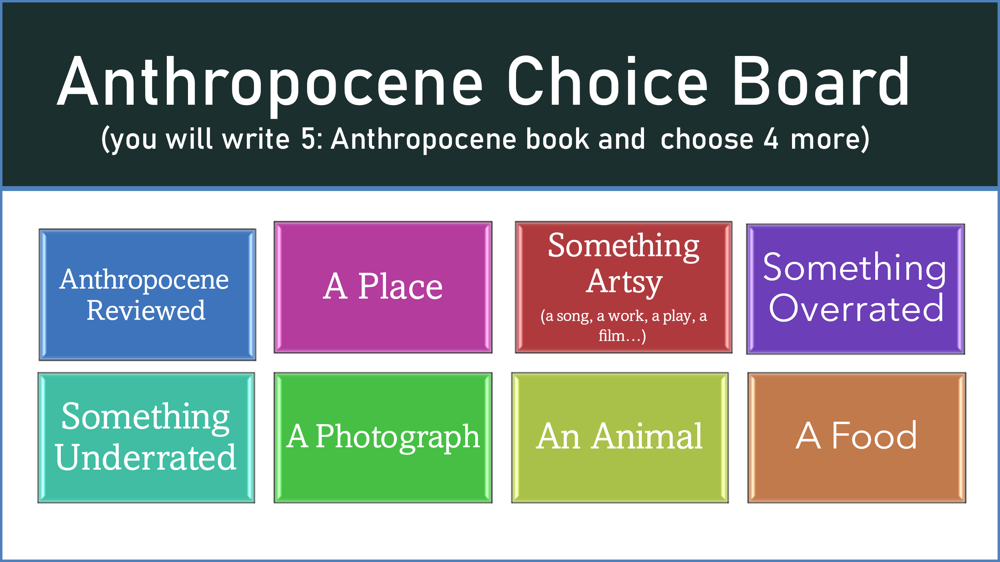 Anthropocene Choice Board
(you will write 5: Anthropocene book and choose 4 more)
Anthropocene
Reviewed
A Place
Something
Artsy
(a song, a work, a play, a
film...)
Something
Overrated
Something
Underrated
A Photograph
An Animal
A Food